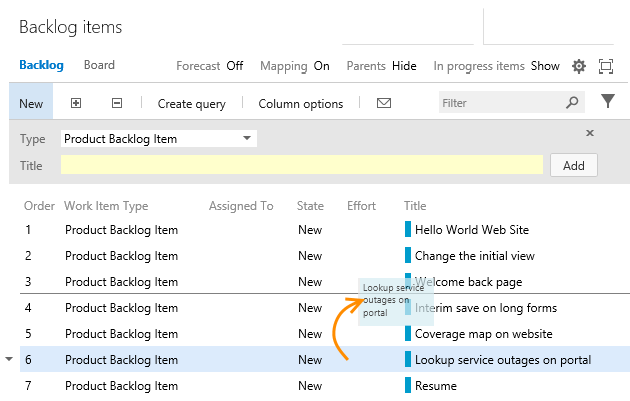 Backlog items
Backlog Board Forecast Off Mapping On Parents Hide In progress items Show
New Create query Column options Filter
Type Product Backlog Item
Title Add
Order Work Item Type Assigned To State Effort Title
1 Product Backlog Item New Hello World Web Site
2 Product Backlog Item New Change the initial view
3 Product Backlog Item New Welcome back page
Lookup service
outages on
portal
4 Product Backlog Item New Interim save on long forms
5 Product Backlog Item New Coverage map on website
6 Product Backlog Item New Lookup service outages on portal
7 Product Backlog Item New Resume